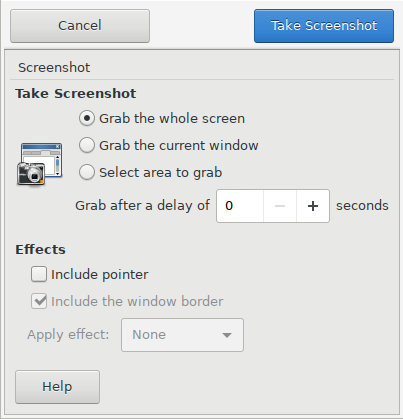 Cancel
Take Screenshot
Screenshot
Take Screenshot
Grab the whole screen
Grab the current window
Select area to grab
Grab after a delay of 0 − + seconds
Effects
Include pointer
Include the window border
Apply effect: None
Help